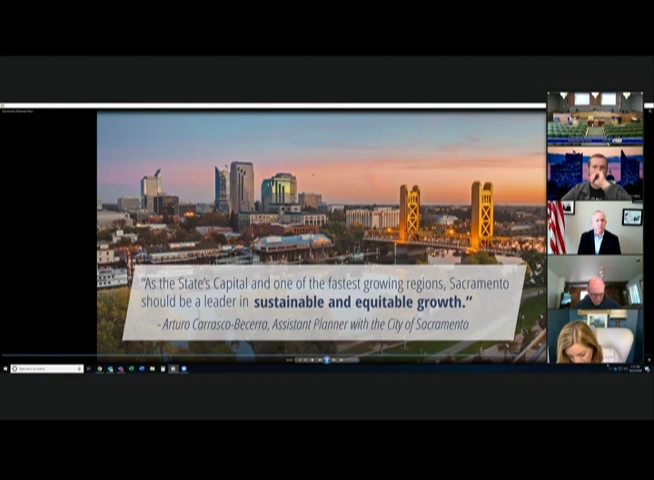 "As the State's Capital and one of the fastest growing regions, Sacramento
should be a leader in sustainable and equitable growth."
- Arturo Carrasco-Becerra, Assistant Planner with the City of Sacramento